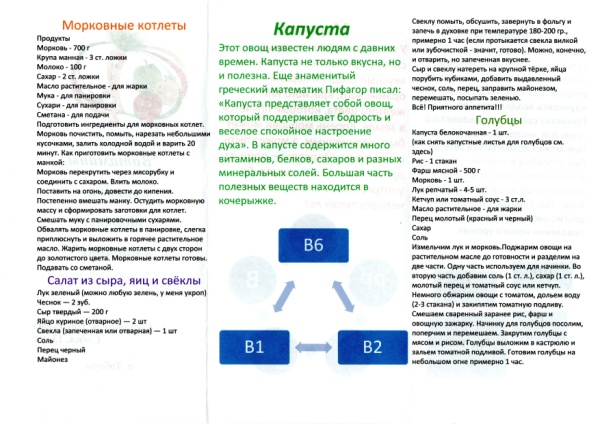 Морковные котлеты
Продукты
Морковь - 700 г
Крупа манная - 3 ст. ложки
Молоко - 100 г
Сахар - 2 ст. ложки
Масло растительное - для жарки
Мука - для панировки
Сухари - для панировки
Сметана - для подачи
Подготовить ингредиенты для морковных котлет.
Морковь почистить, помыть, нарезать небольшими
кусочками, залить холодной водой и варить 20
минут. Как приготовить морковные котлеты с
манкой:
Морковь перекрутить через мясорубку и
соединить с сахаром. Влить молоко.
Поставить на огонь, довести до кипения.
Постепенно вмешать манку. Остудить морковную
массу и сформировать заготовки для котлет.
Смешать муку с панировочными сухарями.
Обвалять морковные котлеты в панировке, слегка
приплюснуть и выложить в горячее растительное
масло. Жарить морковные котлеты с двух сторон
до золотистого цвета. Морковные котлеты готовы.
Подавать со сметаной.
Салат из сыра, яиц и свёклы
Лук зеленый (можно любую зелень, у меня укроп)
Чеснок — 2 зуб.
Сыр твердый — 200 г
Яйцо куриное (отварное) — 2 шт
Свекла (запеченная или отварная) — 1 шт
Соль
Перец черный
Майонез
Капуста
Этот овощ известен людям с давних
времен. Капуста не только вкусна, но
и полезна. Еще знаменитый
греческий математик Пифагор писал:
«Капуста представляет собой овощ,
который поддерживает бодрость и
веселое спокойное настроение
духа». В капусте содержится много
витаминов, белков, сахаров и разных
минеральных солей. Большая часть
полезных веществ находится в
кочерыжке.
B6
B1
B2
Свеклу помыть, обсушить, завернуть в фольгу и
запечь в духовке при температуре 180-200 гр.,
примерно 1 час (если протыкается свекла вилкой
или зубочисткой - значит, готово). Можно, конечно,
и отварить, но запеченная вкуснее.
Сыр и свеклу натереть на крупной тёрке, яйца
порубить кубиками, добавить выдавленный
чеснок, соль, перец, заправить майонезом,
перемешать, посыпать зеленью.
Всё! Приятного аппетита!!!
Голубцы
Капуста белокочанная - 1 шт.
(как снять капустные листья для голубцов см.
здесь)
Рис - 1 стакан
Фарш мясной - 500 г
Морковь - 1 шт.
Лук репчатый - 4-5 шт.
Кетчуп или томатный соус - 3 ст.л.
Масло растительное - для жарки
Перец молотый (красный и черный)
Сахар
Соль
Измельчим лук и морковь.Поджарим овощи на
растительном масле до готовности и разделим на
две части. Одну часть используем для начинки. Во
вторую часть добавим соль (1 ст. л.), сахар (1 ст. л.),
молотый перец и томатный соус или кетчуп.
Немного обжарим овощи с томатом, дольем воду
(2-3 стакана) и закипятим томатную подливу.
Смешаем сваренный заранее рис, фарш и
овощную зажарку. Начинку для голубцов посолим,
поперчим и перемешаем. Закрутим голубцы с
мясом и рисом. Голубцы выложим в кастрюлю и
зальем томатной подливой. Готовим голубцы на
небольшом огне примерно 1 час.